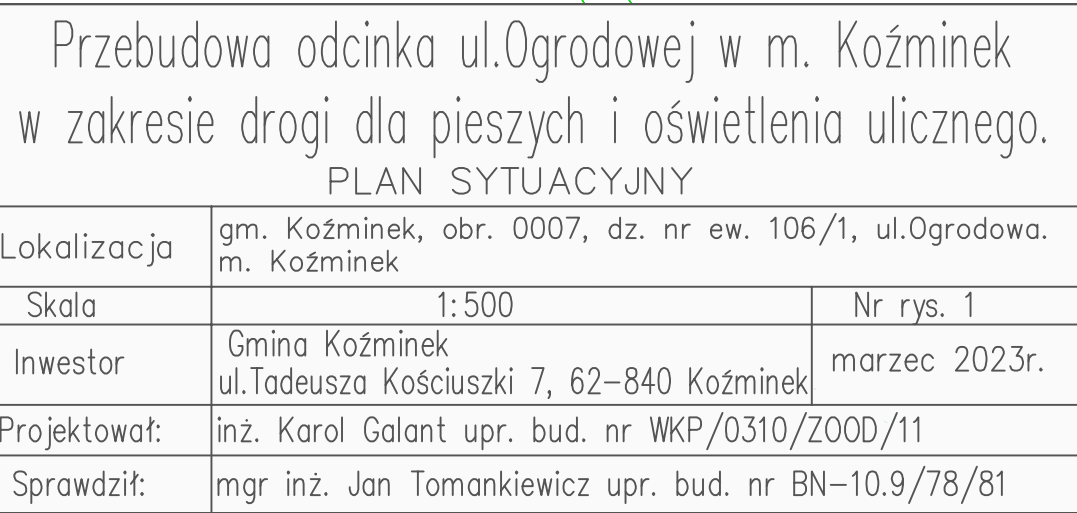 Przebudowa odcinka ul.Ogrodowej w m. Koźminek
w zakresie drogi dla pieszych i oświetlenia ulicznego.
PLAN SYTUACYJNY
Lokalizacja
gm. Koźminek, obr. 0007, dz. nr ew. 106/1, ul.Ogrodowa.
m. Koźminek
Skala 1:500 Nr rys. 1
Inwestor
Gmina Koźminek
ul.Tadeusza Kościuszki 7, 62-840 Koźminek
marzec 2023r.
Projektował: inż. Karol Galant upr. bud. nr WKP/0310/ZOOD/11
Sprawdził: mgr inż. Jan Tomankiewicz upr. bud. nr BN-10.9/78/81